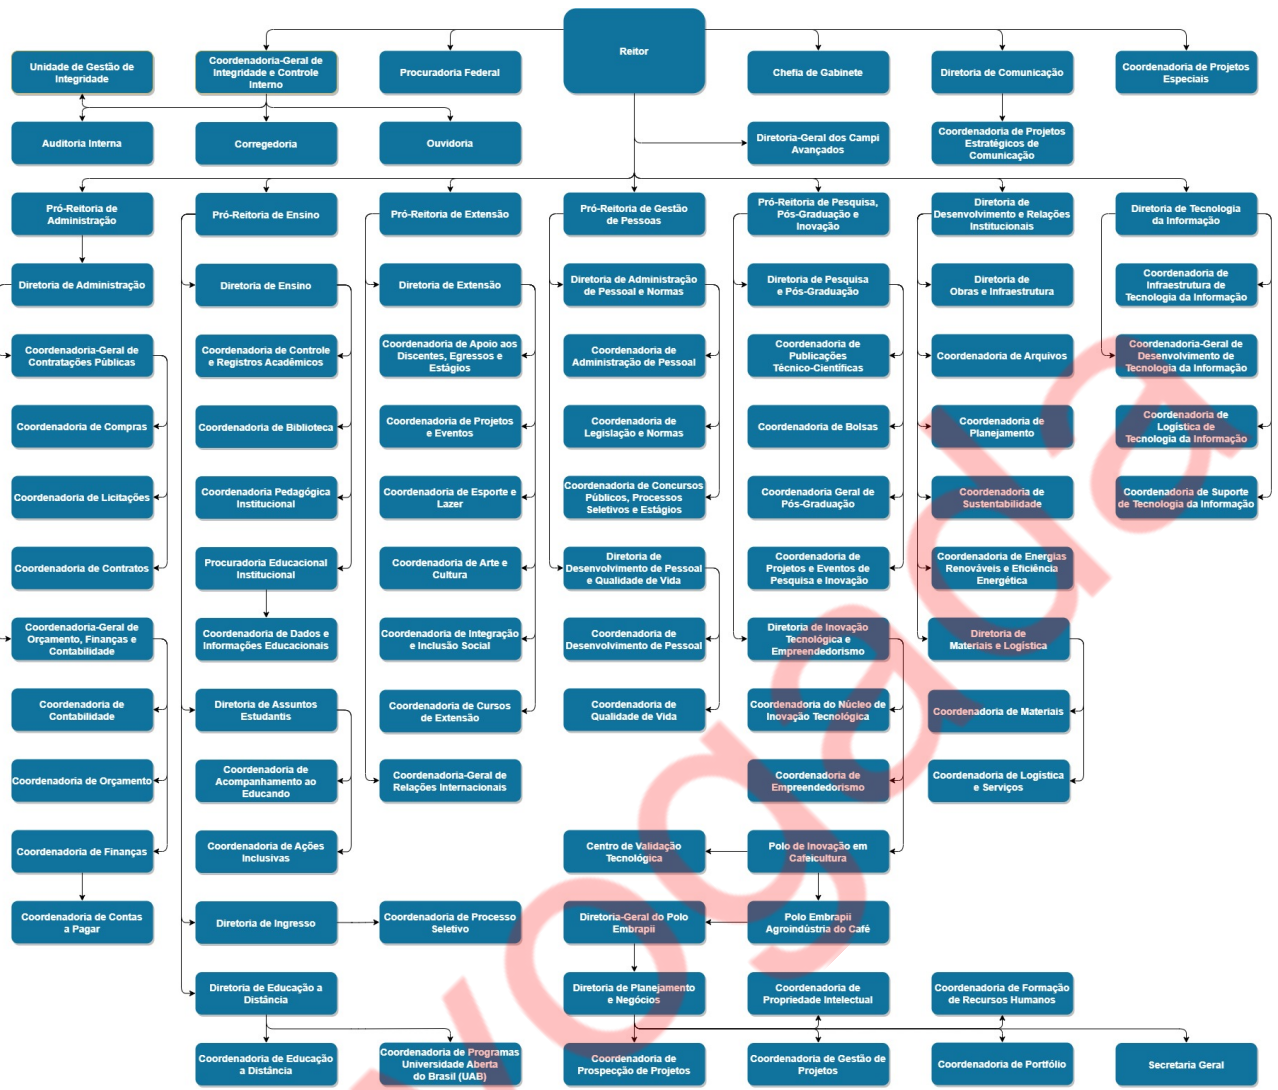 Reitor
Unidade de Gestão de
Integridade
Coordenadoria-Geral de
Integridade e Controle
Interno
Procuradoria Federal
Chefia de Gabinete
Diretoria de Comunicação
Coordenadoria de Projetos
Especiais
Auditoria Interna
Corregedoria
Ouvidoria
Diretoria-Geral dos Campi
Avançados
Coordenadoria de Projetos
Estratégicos de
Comunicação
Pró-Reitoria de
Administração
Pró-Reitoria de Ensino
Pró-Reitoria de Extensão
Pró-Reitoria de Gestão
de Pessoas
Pró-Reitoria de Pesquisa,
Pós-Graduação e
Inovação
Diretoria de
Desenvolvimento e Relações
Institucionais
Diretoria de Tecnologia
da Informação
Diretoria de Administração
Diretoria de Ensino
Diretoria de Extensão
Diretoria de Administração
de Pessoal e Normas
Diretoria de Pesquisa
e Pós-Graduação
Diretoria de
Obras e Infraestrutura
Coordenadoria de
Infraestrutura de
Tecnologia da Informação
Coordenadoria-Geral de
Contratações Públicas
Coordenadoria de Controle
e Registros Acadêmicos
Coordenadoria de Apoio aos
Discentes, Egressos e
Estágios
Coordenadoria de
Administração de Pessoal
Coordenadoria de
Publicações
Técnico-Científicas
Coordenadoria de Arquivos
Coordenadoria-Geral de
Desenvolvimento de
Tecnologia da Informação
Coordenadoria de Compras
Coordenadoria de Biblioteca
Coordenadoria de Projetos
e Eventos
Coordenadoria de
Legislação e Normas
Coordenadoria de Bolsas
Coordenadoria de
Planejamento
Coordenadoria de
Logística de
Tecnologia da Informação
Coordenadoria de Licitações
Coordenadoria Pedagógica
Institucional
Coordenadoria de Esporte e
Lazer
Coordenadoria de Concursos
Públicos, Processos
Seletivos e Estágios
Coordenadoria Geral de
Pós-Graduação
Coordenadoria de
Sustentabilidade
Coordenadoria de Suporte
de Tecnologia da Informação
Coordenadoria de Contratos
Procuradoria Educacional
Institucional
Coordenadoria de Arte e
Cultura
Diretoria de
Desenvolvimento de Pessoal
e Qualidade de Vida
Coordenadoria de
Projetos e Eventos de
Pesquisa e Inovação
Coordenadoria de Energias
Renováveis e Eficiência
Energética
Coordenadoria-Geral de
Orçamento, Finanças e
Contabilidade
Coordenadoria de Dados e
Informações Educacionais
Coordenadoria de Integração
e Inclusão Social
Coordenadoria de
Desenvolvimento de Pessoal
Diretoria de Inovação
Tecnológica e
Empreendedorismo
Diretoria de
Materiais e Logística
Coordenadoria de
Contabilidade
Diretoria de Assuntos
Estudantis
Coordenadoria de Cursos
de Extensão
Coordenadoria de
Qualidade de Vida
Coordenadoria do Núcleo de
Inovação Tecnológica
Coordenadoria de Materiais
Coordenadoria de Orçamento
Coordenadoria de
Acompanhamento ao
Educando
Coordenadoria-Geral de
Relações Internacionais
Coordenadoria de
Empreendedorismo
Coordenadoria de Logística
e Serviços
Coordenadoria de Finanças
Coordenadoria de Ações
Inclusivas
Centro de Validação
Tecnológica
Polo de Inovação em
Cafeicultura
Coordenadoria de Contas
a Pagar
Diretoria de Ingresso
Coordenadoria de Processo
Seletivo
Diretoria-Geral do Polo
Embrapii
Polo Embrapii
Agroindústria do Café
Diretoria de Educação a
Distância
Diretoria de Planejamento
e Negócios
Coordenadoria de
Propriedade Intelectual
Coordenadoria de Formação
de Recursos Humanos
Coordenadoria de Educação
a Distância
Coordenadoria de Programas
Universidade Aberta
do Brasil (UAB)
Coordenadoria de
Prospecção de Projetos
Coordenadoria de Gestão de
Projetos
Coordenadoria de Portfólio
Secretaria Geral
vogada